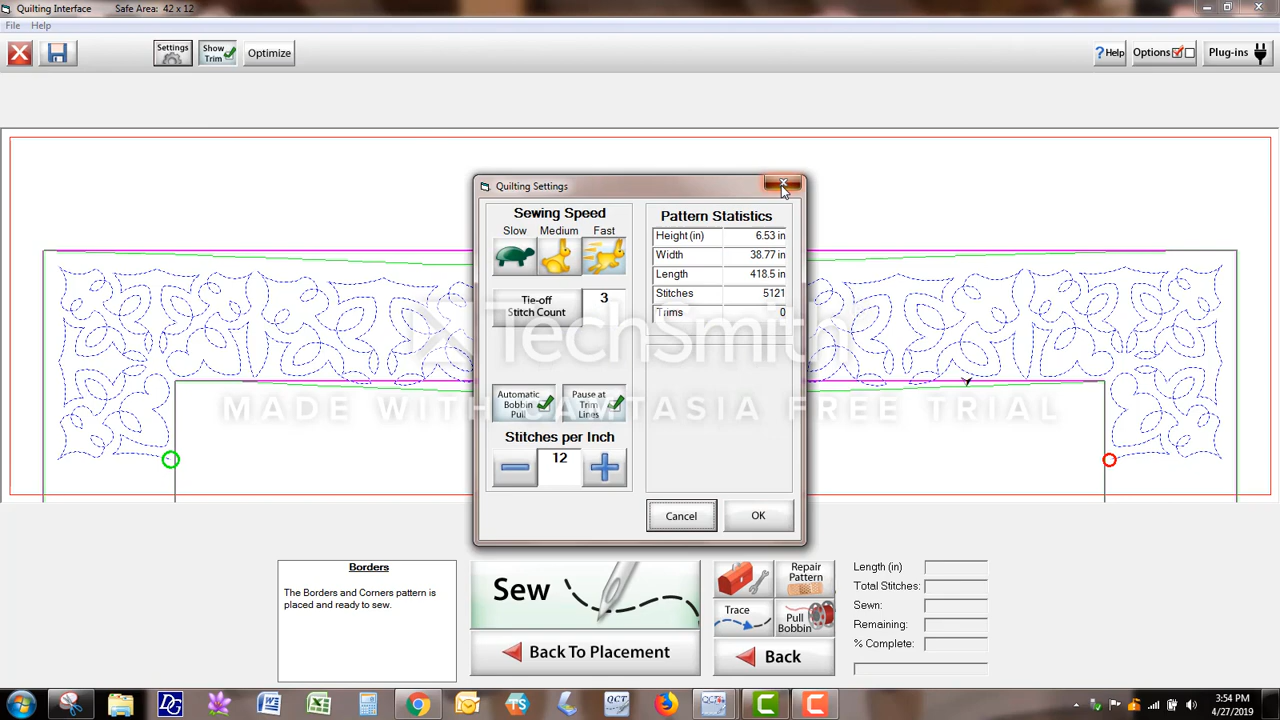 Quilting Interface Safe Area: 42 x 12
File Help
Settings
Show Trim
Optimize
? Help
Options
Plug-ins
Quilting Settings
Sewing Speed
Slow Medium Fast
Tie-off Stitch Count
3
Automatic Bobbin Pull
Pause at Trim Lines
Stitches per Inch
12
Pattern Statistics
Height (in) 6.53 in
Width 38.77 in
Length 418.5 in
Stitches 5121
Trims 0
Cancel OK
TechSmith
MADE WITH CAMTASIA FREE TRIAL
Borders
The Borders and Corners pattern is
placed and ready to sew.
Sew
Back To Placement
Repair Pattern
Trace
Pull Bobbin
Back
Length (in)
Total Stitches:
Sewn:
Remaining:
% Complete:
DG
W
X
TS
QCT
QCT
C
C
3:54 PM
4/27/2019